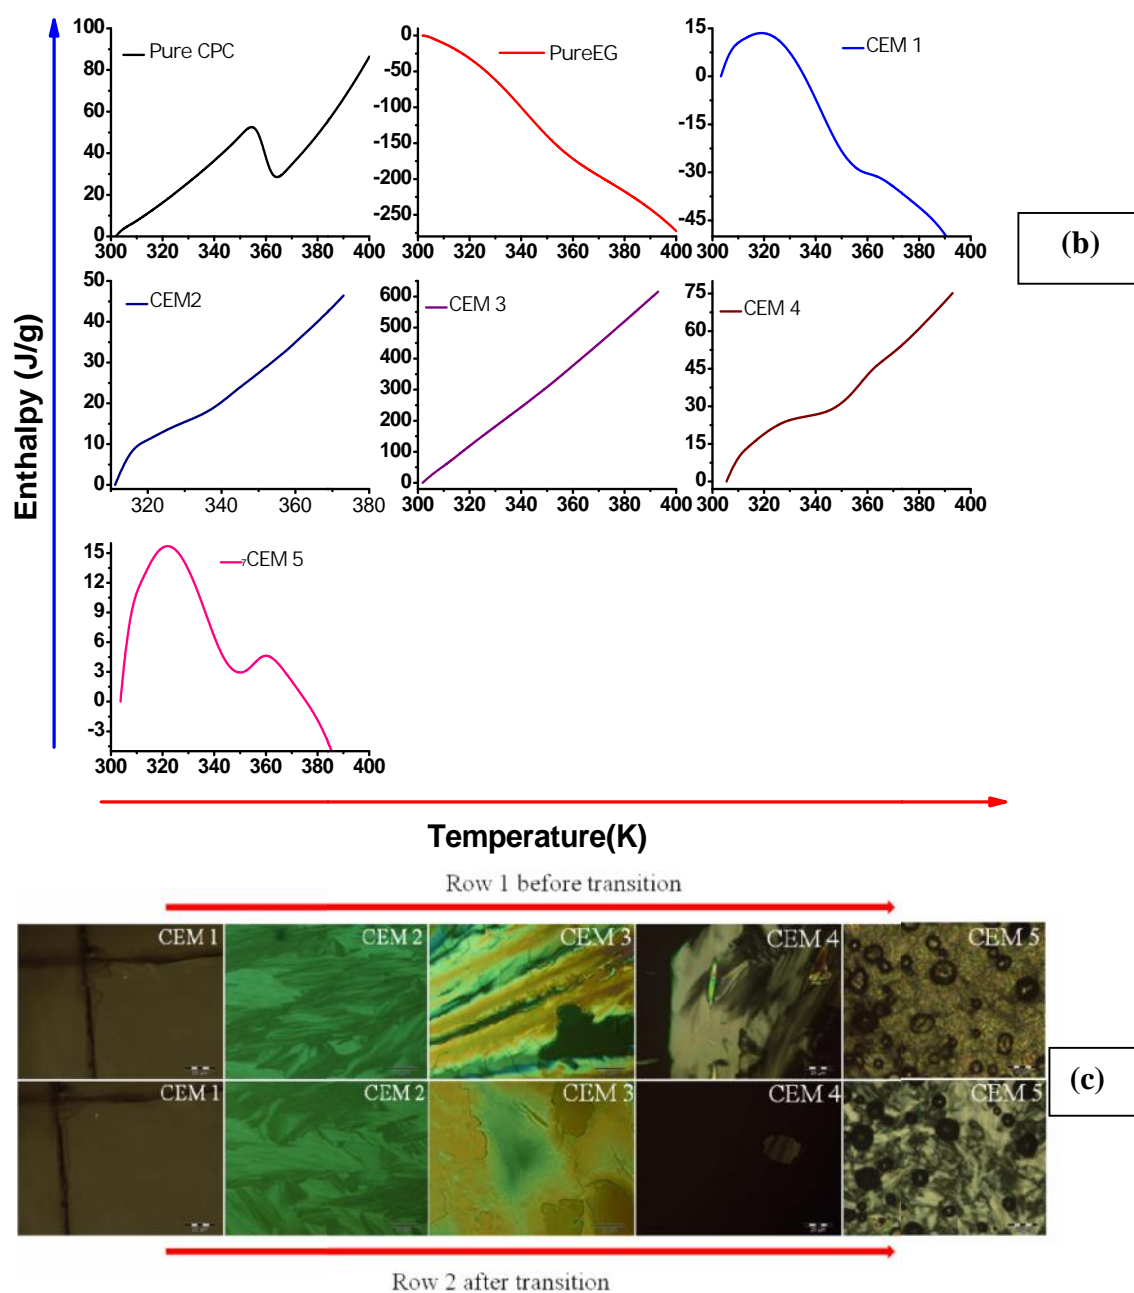 Enthalpy (J/g)
Pure CPC
100
80
60
40
20
0
300 320 340 360 380 400
PureEG
0
-50
-100
-150
-200
-250
300 320 340 360 380 400
CEM 1
15
0
-15
-30
-45
300 320 340 360 380 400
(b)
CEM2
50
40
30
20
10
0
320 340 360 380
CEM 3
600
500
400
300
200
100
0
300 320 340 360 380 400
CEM 4
75
60
45
30
15
0
300 320 340 360 380 400
7CEM 5
15
12
9
6
3
0
-3
300 320 340 360 380 400
Temperature(K)
Row 1 before transition
CEM 1 CEM 2 CEM 3 CEM 4 CEM 5
(c)
CEM 1 CEM 2 CEM 3 CEM 4 CEM 5
Row 2 after transition